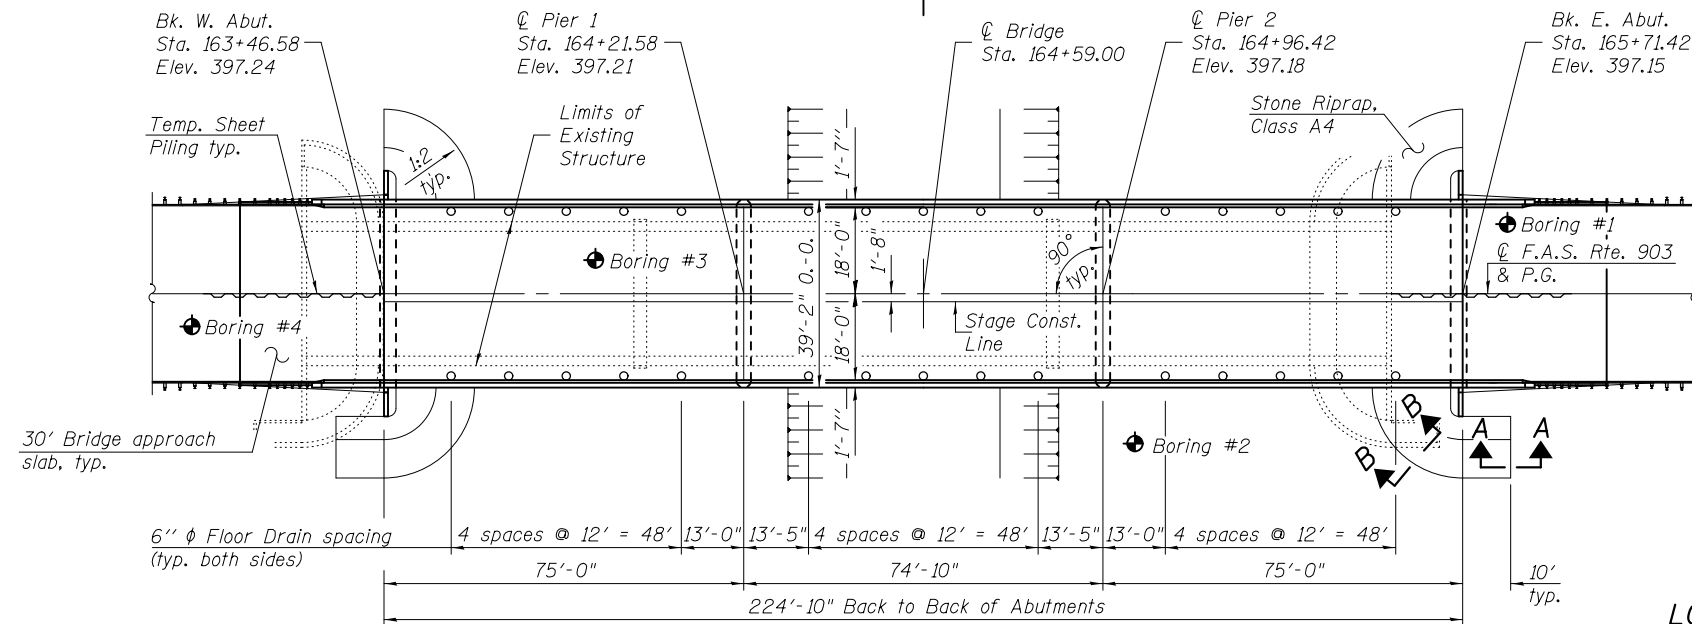 Bk. W. Abut.
Sta. 163+46.58
Elev. 397.24
℄ Pier 1
Sta. 164+21.58
Elev. 397.21
℄ Bridge
Sta. 164+59.00
℄ Pier 2
Sta. 164+96.42
Elev. 397.18
Bk. E. Abut.
Sta. 165+71.42
Elev. 397.15
Temp. Sheet
Piling typ.
1:2
typ.
Limits of
Existing
Structure
1'-7"
Stone Riprap,
Class A4
Boring #3
39'-2" O.-O.
18'-0"
18'-0"
1'-8"
90°
typ.
Boring #1
℄ F.A.S. Rte. 903
& P.G.
Boring #4
Stage Const.
Line
30' Bridge approach
slab, typ.
1'-7"
Boring #2
B
B
A
A
6" ϕ Floor Drain spacing
(typ. both sides)
4 spaces @ 12' = 48'
13'-0"
13'-5"
4 spaces @ 12' = 48'
13'-5"
13'-0"
4 spaces @ 12' = 48'
75'-0"
74'-10"
75'-0"
10'
typ.
224'-10" Back to Back of Abutments
LO